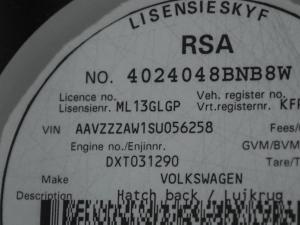 LISENSIESKYF
RSA
NO. 4024048BNB8W
Licence no. Veh. register no.
Lisensienr. ML13GLGP Vrt.registernr. KFF
VIN AAVZZZAW1SU056258 Fees/
Engine no./Enjinnr. GVM/BVM
DXT031290 Tare/T
Make VOLKSWAGEN
Description Hatch back / Luikrug